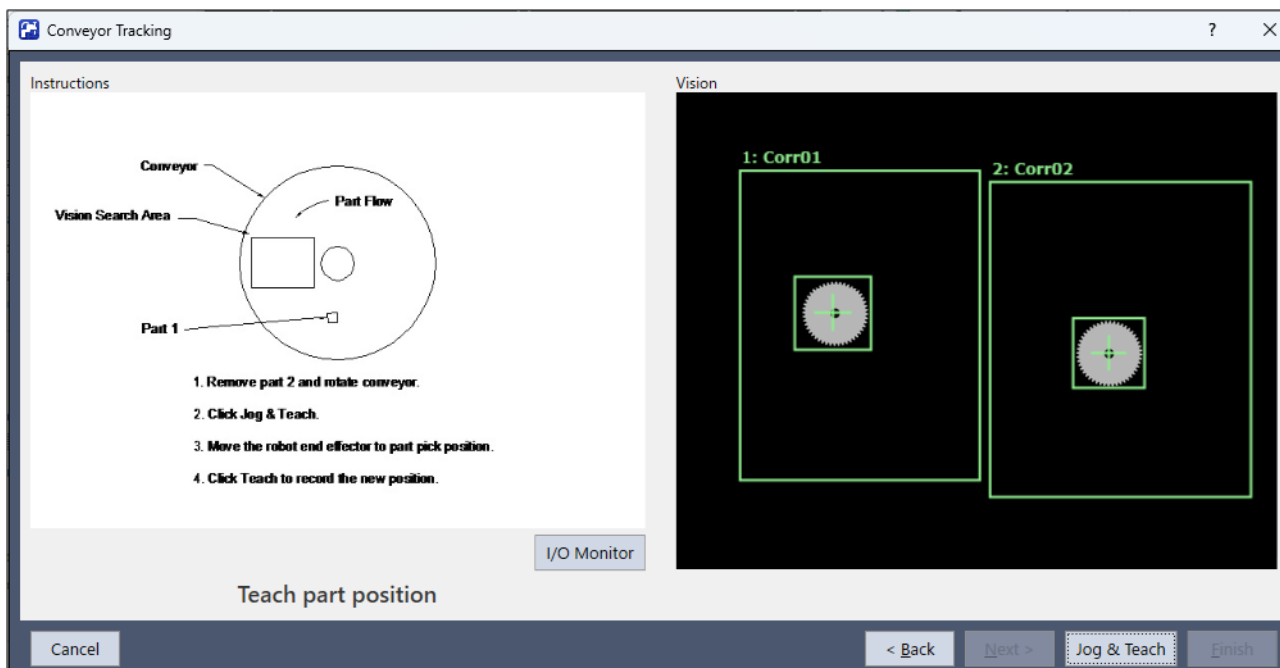 Conveyor Tracking
?
Instructions
Vision
Conveyor
Part Flow
Vision Search Area
Part 1
1. Remove part 2 and rotate conveyor.
2. Click Jog & Teach.
3. Move the robot end effector to part pick position.
4. Click Teach to record the new position.
1: Corr01
2: Corr02
I/O Monitor
Teach part position
Cancel
< Back
Next >
Jog & Teach
Finish